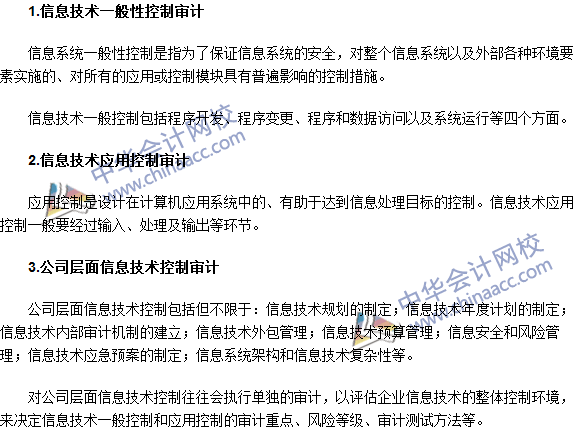 1.信息技术一般性控制审计
信息系统一般性控制是指为了保证信息系统的安全，对整个信息系统以及外部各种环境要
素实施的、对所有的应用或控制模块具有普遍影响的控制措施。
信息技术一般控制包括程序开发、程序变更、程序和数据访问以及系统运行等四个方面。
2.信息技术应用控制审计
应用控制是设计在计算机应用系统中的、有助于达到信息处理目标的控制。信息技术应用
控制一般要经过输入、处理及输出等环节。
3.公司层面信息技术控制审计
公司层面信息技术控制包括但不限于：信息技术规划的制定；信息技术年度计划的制定；
信息技术内部审计机制的建立；信息技术外包管理；信息技术预算管理；信息安全和风险管
理；信息技术应急预案的制定；信息系统架构和信息技术复杂性等。
对公司层面信息技术控制往往会执行单独的审计，以评估企业信息技术的整体控制环境，
来决定信息技术一般控制和应用控制的审计重点、风险等级、审计测试方法等。
中华会计网校
www.chinaacc.com
中华会计网校
www.chinaacc.com